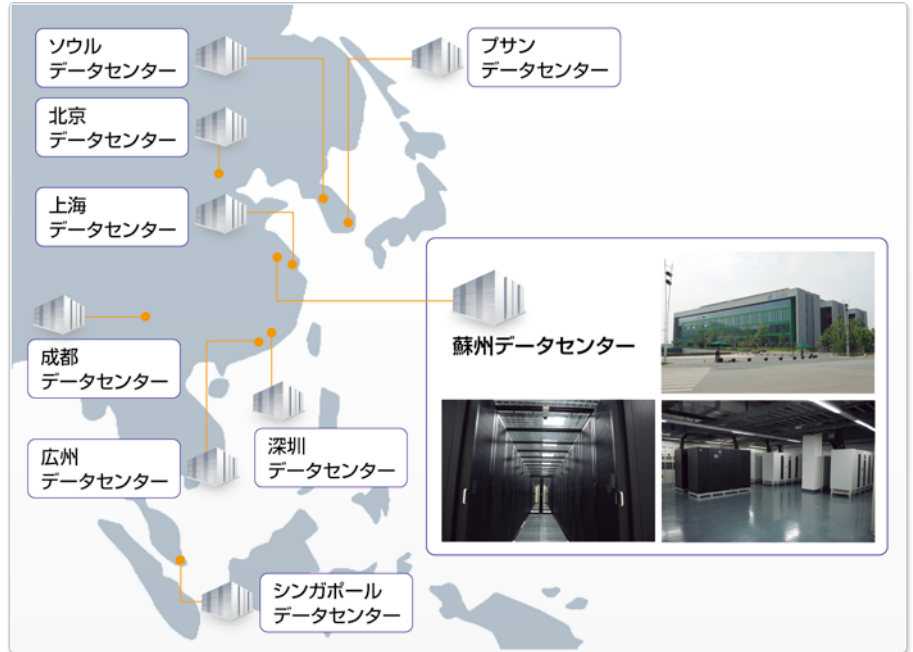 ソウル
データセンター
プサン
データセンター
北京
データセンター
上海
データセンター
蘇州データセンター
成都
データセンター
広州
データセンター
深圳
データセンター
シンガポール
データセンター